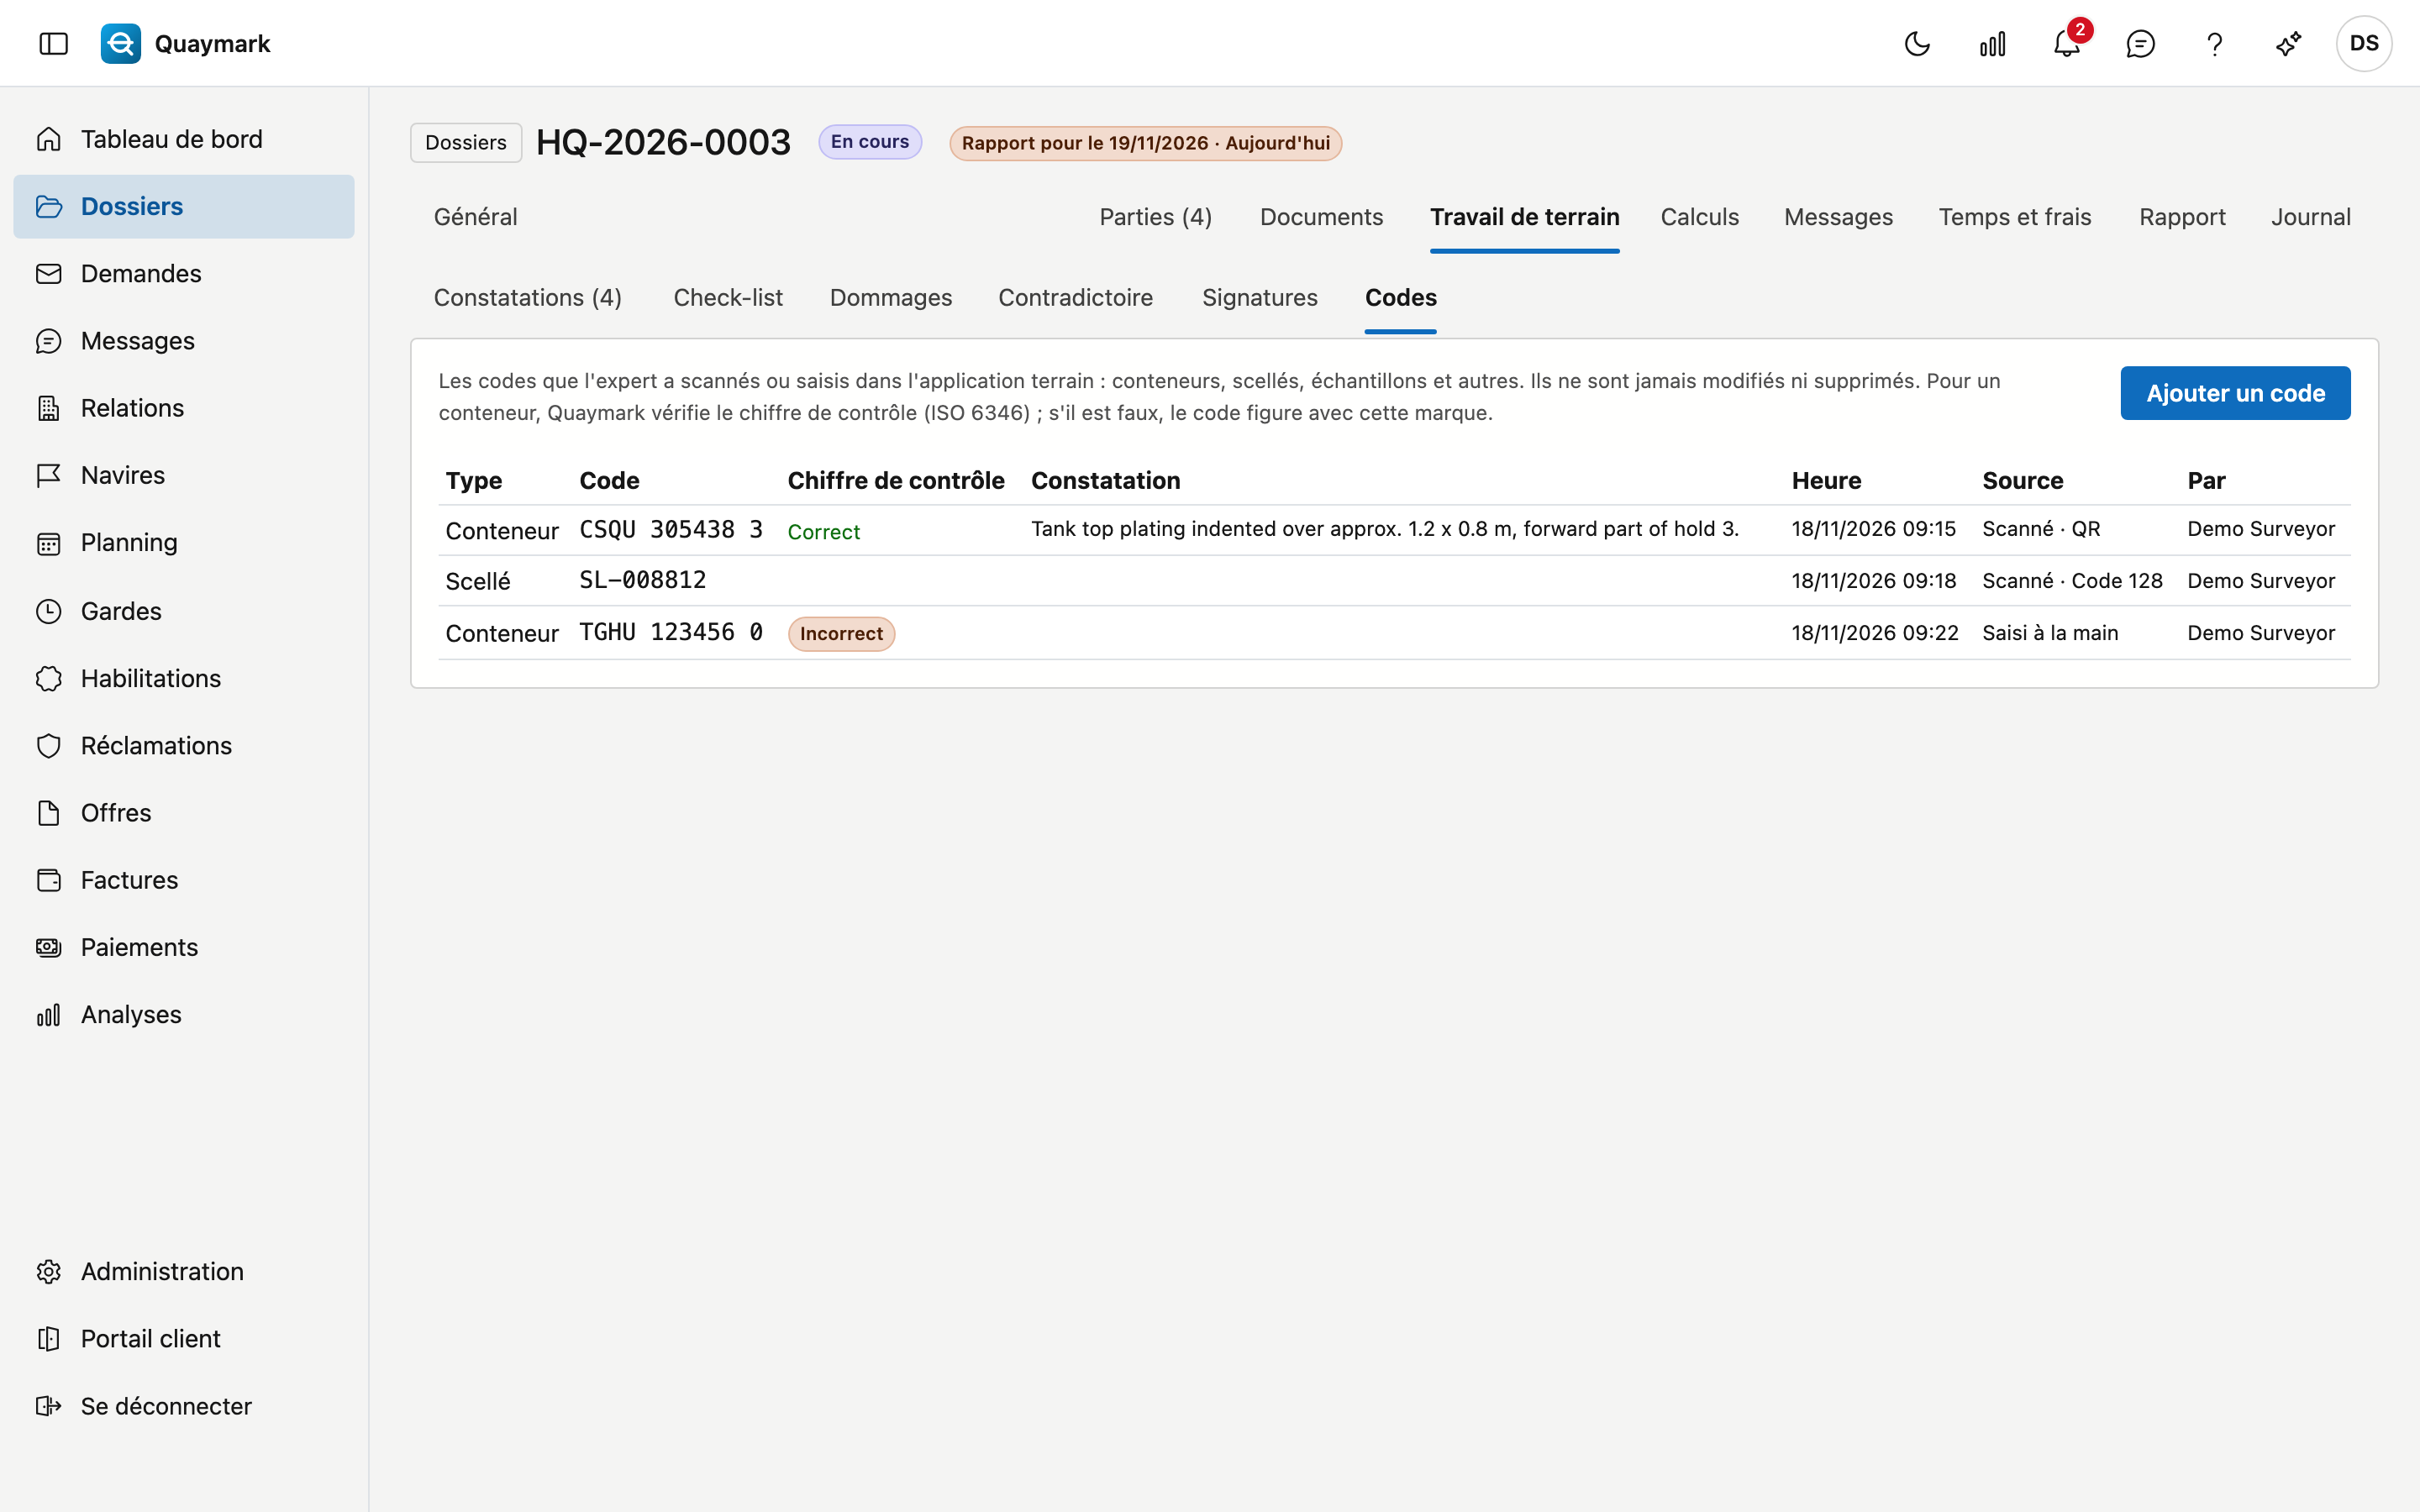 Quaymark
2
DS
Tableau de bord
Dossiers
Demandes
Messages
Relations
Navires
Planning
Gardes
Habilitations
Réclamations
Offres
Factures
Paiements
Analyses
Administration
Portail client
Se déconnecter
Dossiers HQ-2026-0003 En cours Rapport pour le 19/11/2026 · Aujourd'hui
Général Parties (4) Documents Travail de terrain Calculs Messages Temps et frais Rapport Journal
Constatations (4) Check-list Dommages Contradictoire Signatures Codes
Les codes que l'expert a scannés ou saisis dans l'application terrain : conteneurs, scellés, échantillons et autres. Ils ne sont jamais modifiés ni supprimés. Pour un
conteneur, Quaymark vérifie le chiffre de contrôle (ISO 6346) ; s'il est faux, le code figure avec cette marque.
Ajouter un code
Type Code Chiffre de contrôle Constatation Heure Source Par
Conteneur CSQU 305438 3 Correct Tank top plating indented over approx. 1.2 x 0.8 m, forward part of hold 3. 18/11/2026 09:15 Scanné · QR Demo Surveyor
Scellé SL-008812 18/11/2026 09:18 Scanné · Code 128 Demo Surveyor
Conteneur TGHU 123456 0 Incorrect 18/11/2026 09:22 Saisi à la main Demo Surveyor